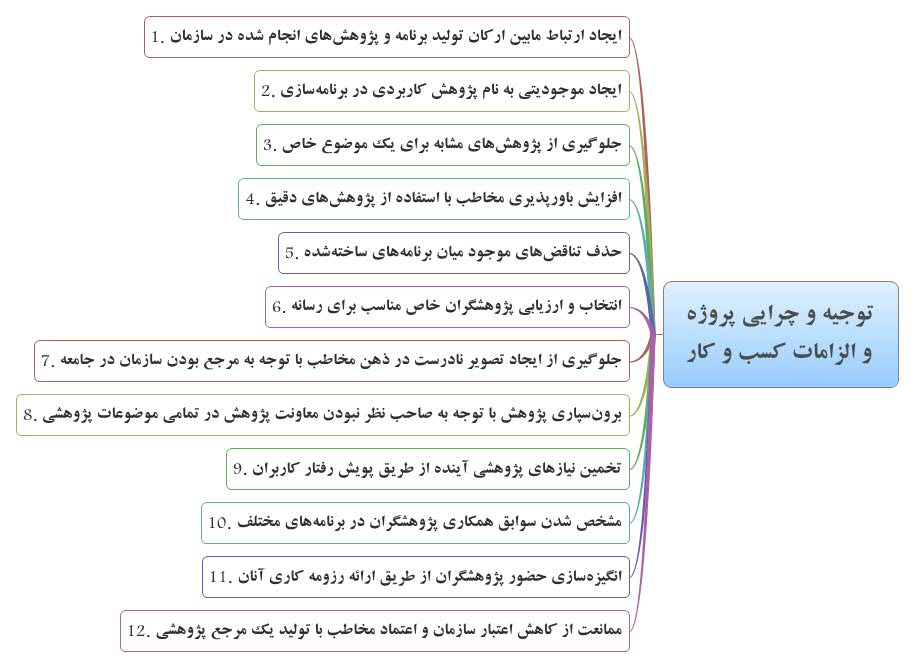 توجیه و چرایی پروژه
و الزامات کسب و کار
1. ایجاد ارتباط مابین ارکان تولید برنامه و پژوهش‌های انجام شده در سازمان
2. ایجاد موجودیتی به نام پژوهش کاربردی در برنامه‌سازی
3. جلوگیری از پژوهش‌های مشابه برای یک موضوع خاص
4. افزایش باورپذیری مخاطب با استفاده از پژوهش‌های دقیق
5. حذف تناقض‌های موجود میان برنامه‌های ساخته‌شده
6. انتخاب و ارزیابی پژوهشگران خاص مناسب برای رسانه
7. جلوگیری از ایجاد تصویر نادرست در ذهن مخاطب با توجه به مرجع بودن سازمان در جامعه
8. برون‌سپاری پژوهش با توجه به صاحب نظر نبودن معاونت پژوهش در تمامی موضوعات پژوهشی
9. تخمین نیازهای پژوهشی آینده از طریق پویش رفتار کاربران
10. مشخص شدن سوابق همکاری پژوهشگران در برنامه‌های مختلف
11. انگیزه‌سازی حضور پژوهشگران از طریق ارائه رزومه کاری آنان
12. ممانعت از کاهش اعتبار سازمان و اعتماد مخاطب با تولید یک مرجع پژوهشی